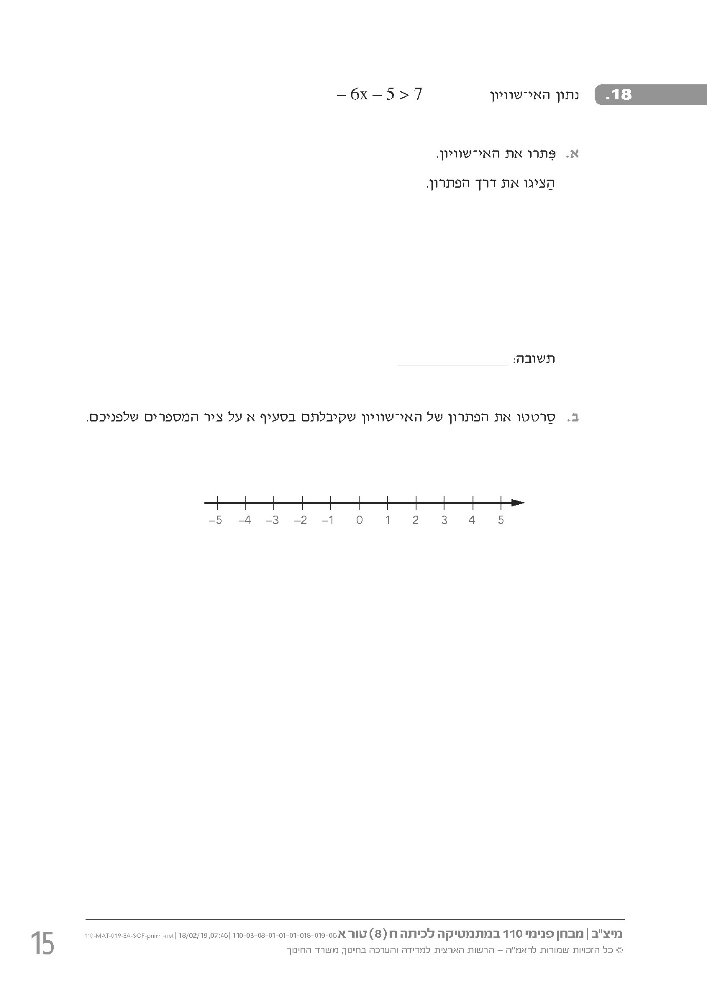 18. נתון האי־שוויון – 6x – 5 > 7
א. פִּתרו את האי־שוויון.
הַציגו את דרך הפתרון.
תשובה:
ב. סַרטטו את הפתרון של האי־שוויון שקיבלתם בסעיף א על ציר המספרים שלפניכם.
–5 –4 –3 –2 –1 0 1 2 3 4 5
מיצ"ב | מבחן פנימי 110 במתמטיקה לכיתה ח (8) טור א 110-MAT-019-8A-SOF-pnimi-net | 18/02/19 ,07:46 | 110-03-08-01-01-01-018-019-06
© כל הזכויות שמורות לראמ"ה – הרשות הארצית למדידה והערכה בחינוך, משרד החינוך
15